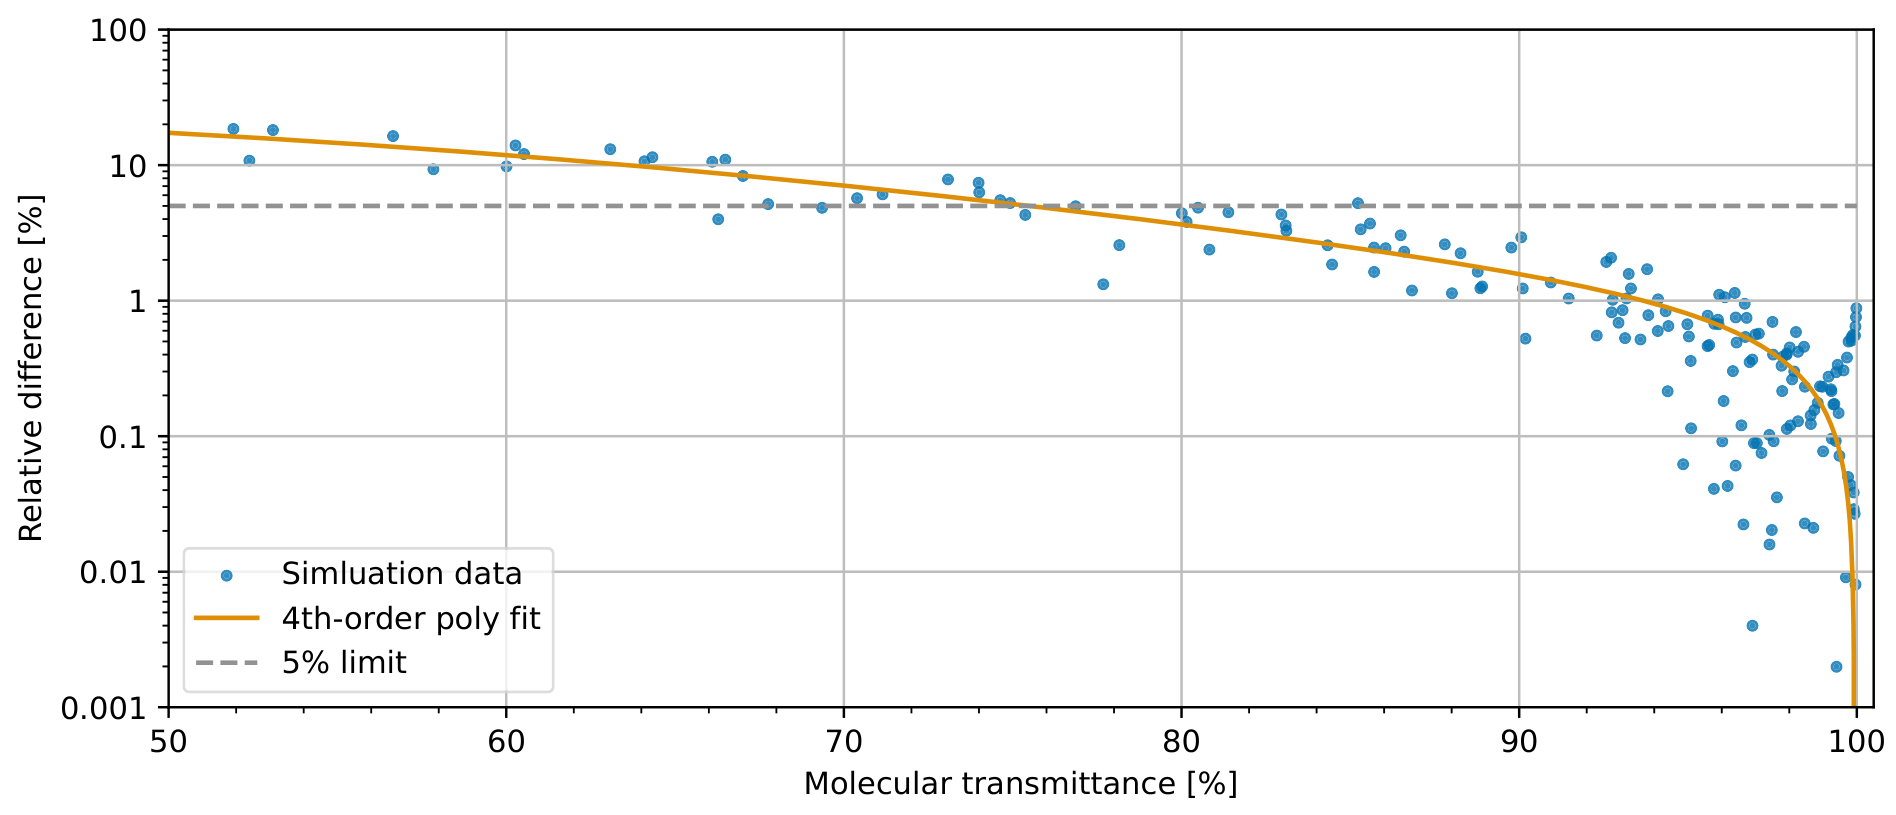 100
10
1
0.1
0.01
0.001
Relative difference [%]
Simluation data
4th-order poly fit
5% limit
50 60 70 80 90 100
Molecular transmittance [%]